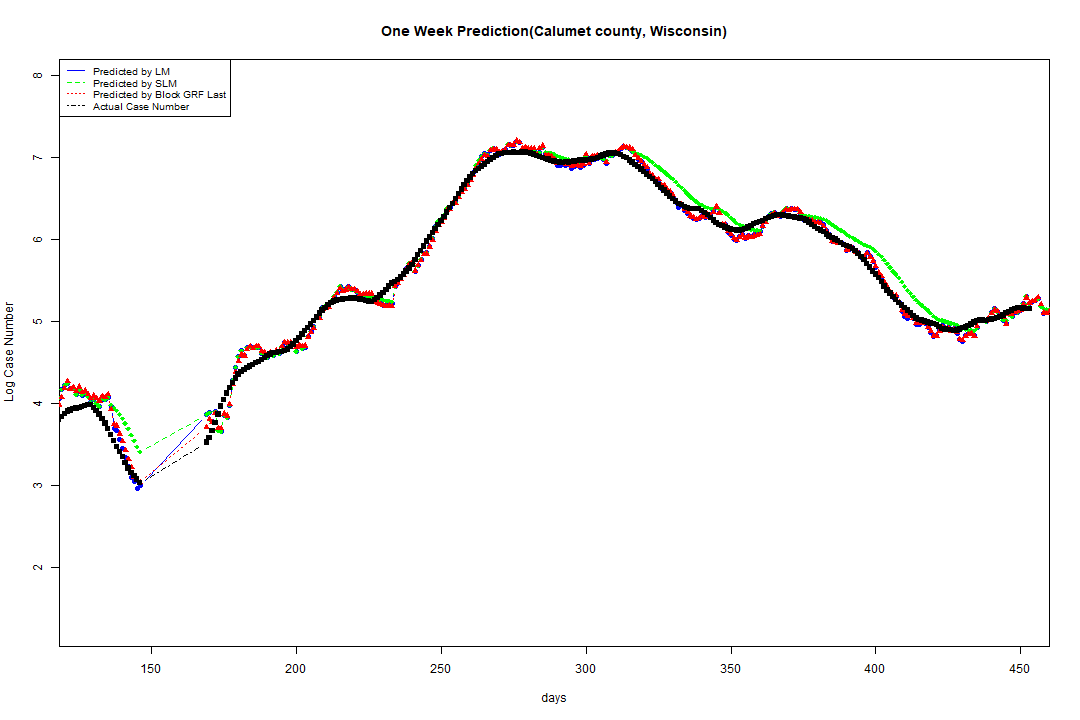 One Week Prediction(Calumet county, Wisconsin)
Predicted by LM
Predicted by SLM
Predicted by Block GRF Last
Actual Case Number
Log Case Number
8
7
6
5
4
3
2
150 200 250 300 350 400 450
days